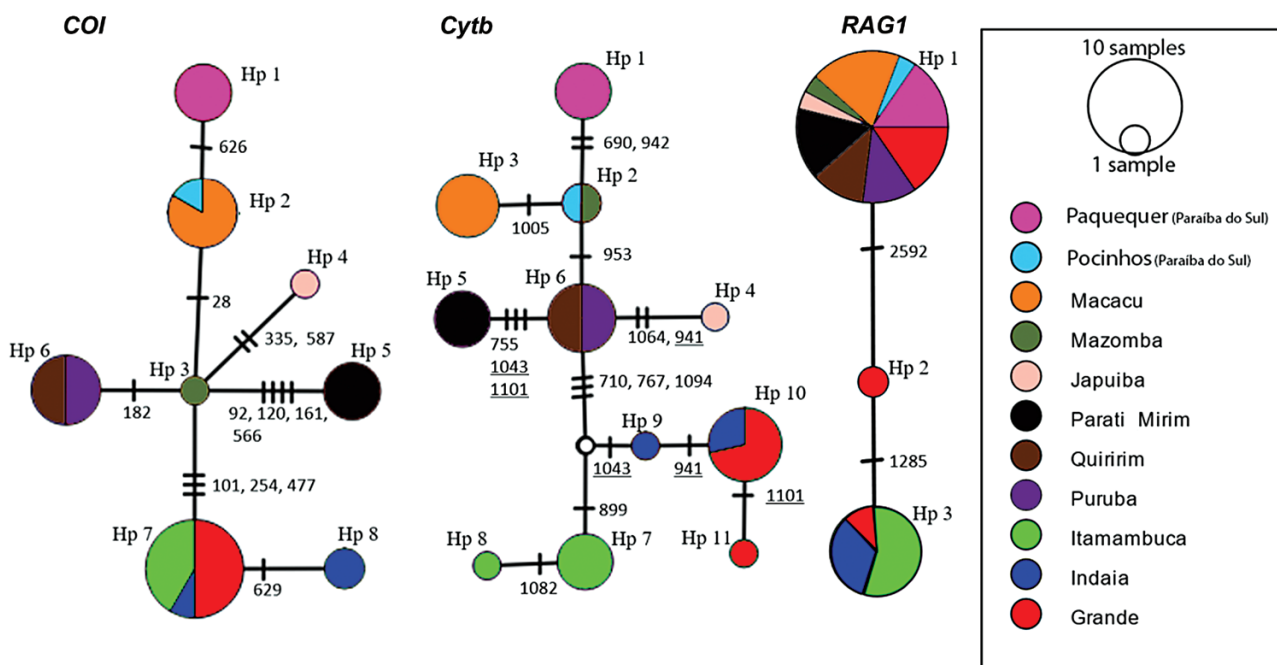 COI
Hp 1
626
Hp 2
28
Hp 4
335, 587
Hp 3
Hp 6
182
Hp 5
92, 120, 161,
566
101, 254, 477
Hp 7
Hp 8
629
Cytb
Hp 1
690, 942
Hp 3
Hp 2
1005
953
Hp 5
Hp 6
Hp 4
755
1043
1101
1064, 941
710, 767, 1094
Hp 9
Hp 10
1043
941
1101
899
Hp 8
Hp 7
Hp 11
1082
RAG1
Hp 1
2592
Hp 2
1285
Hp 3
10 samples
1 sample
Paquequer (Paraíba do Sul)
Pocinhos (Paraíba do Sul)
Macacu
Mazomba
Japuiba
Parati Mirim
Quiririm
Puruba
Itamambuca
Indaia
Grande